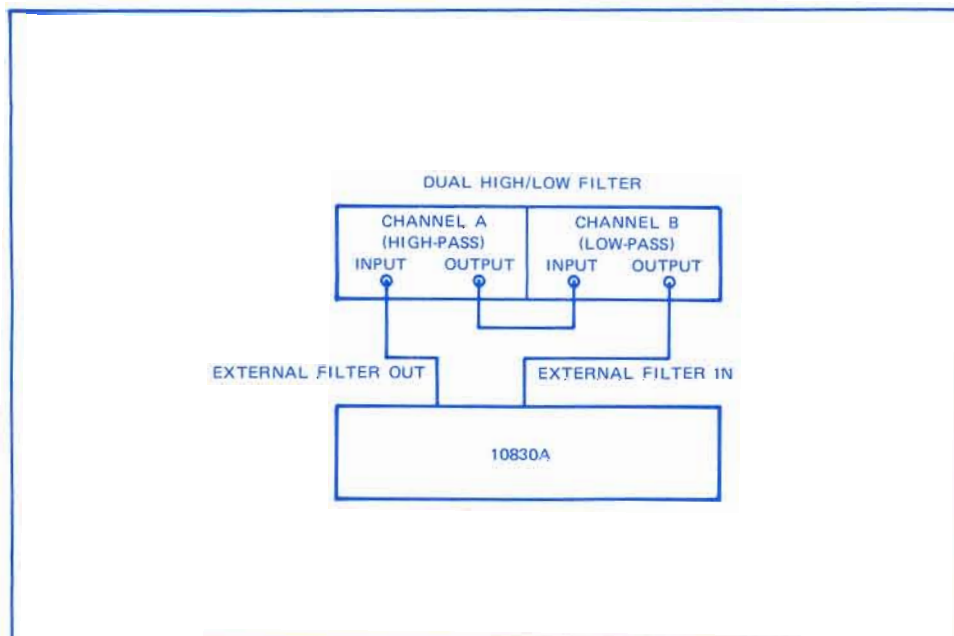 DUAL HIGH/LOW FILTER
CHANNEL A
(HIGH-PASS)
INPUT OUTPUT
CHANNEL B
(LOW-PASS)
INPUT OUTPUT
EXTERNAL FILTER OUT
EXTERNAL FILTER IN
10830A